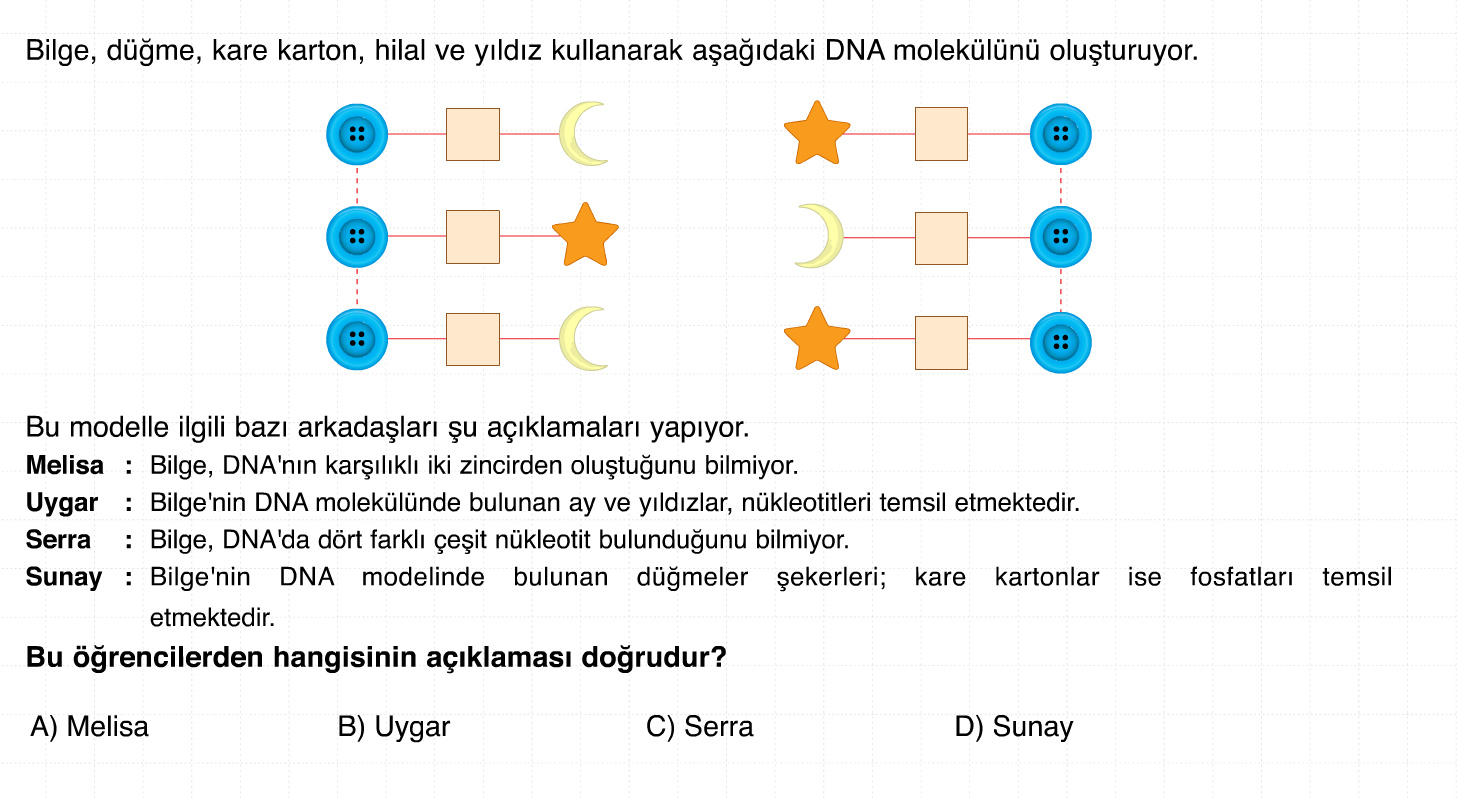 Bilge, düğme, kare karton, hilal ve yıldız kullanarak aşağıdaki DNA molekülünü oluşturuyor.
Bu modelle ilgili bazı arkadaşları şu açıklamaları yapıyor.
Melisa : Bilge, DNA'nın karşılıklı iki zincirden oluştuğunu bilmiyor.
Uygar : Bilge'nin DNA molekülünde bulunan ay ve yıldızlar, nükleotitleri temsil etmektedir.
Serra : Bilge, DNA'da dört farklı çeşit nükleotit bulunduğunu bilmiyor.
Sunay : Bilge'nin DNA modelinde bulunan düğmeler şekerleri; kare kartonlar ise fosfatları temsil
etmektedir.
Bu öğrencilerden hangisinin açıklaması doğrudur?
A) Melisa B) Uygar C) Serra D) Sunay